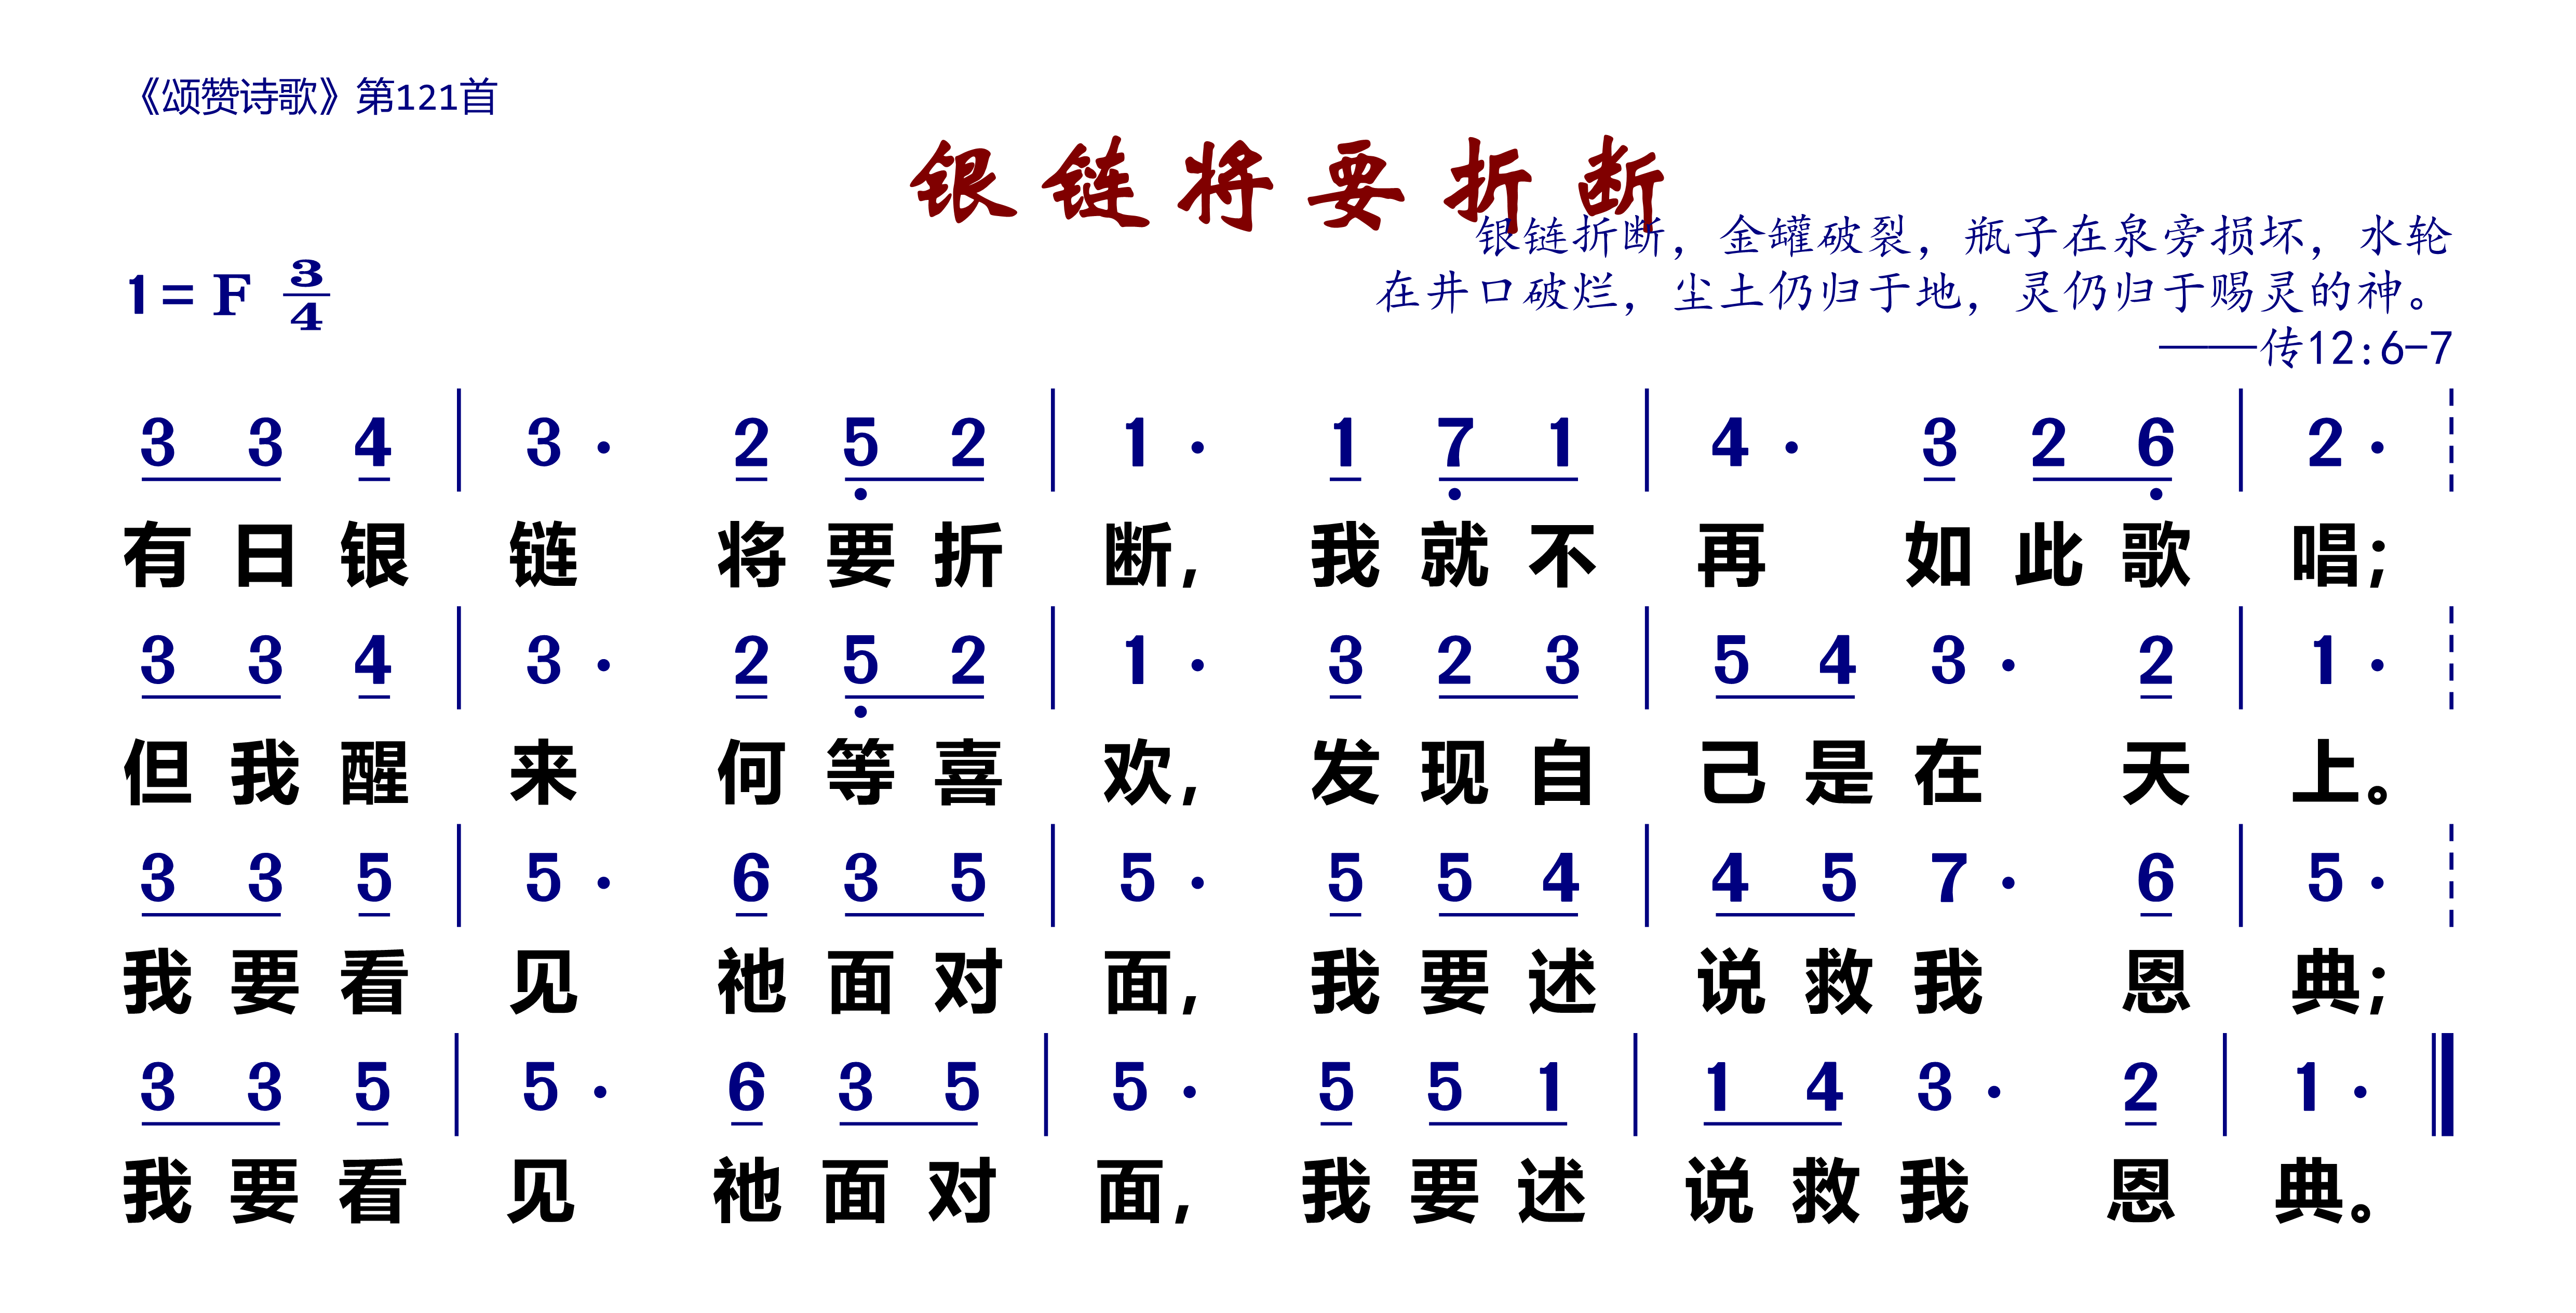 《颂赞诗歌》第121首
银链将要折断
银链折断，金罐破裂，瓶子在泉旁损坏，水轮
在井口破烂，尘土仍归于地，灵仍归于赐灵的神。
——传12:6-7
1=F 3/4
3 3 4 | 3· 2 5 2 | 1· 1 7 1 | 4· 3 2 6 | 2·
有日银链将要折断，我就不再如此歌唱；
3 3 4 | 3· 2 5 2 | 1· 3 2 3 | 5 4 3· 2 | 1·
但我醒来何等喜欢，发现自己是在天上。
3 3 5 | 5· 6 3 5 | 5· 5 5 4 | 4 5 7· 6 | 5·
我要看见祂面对面，我要述说救我恩典；
3 3 5 | 5· 6 3 5 | 5· 5 5 1 | 1 4 3· 2 | 1·
我要看见祂面对面，我要述说救我恩典。